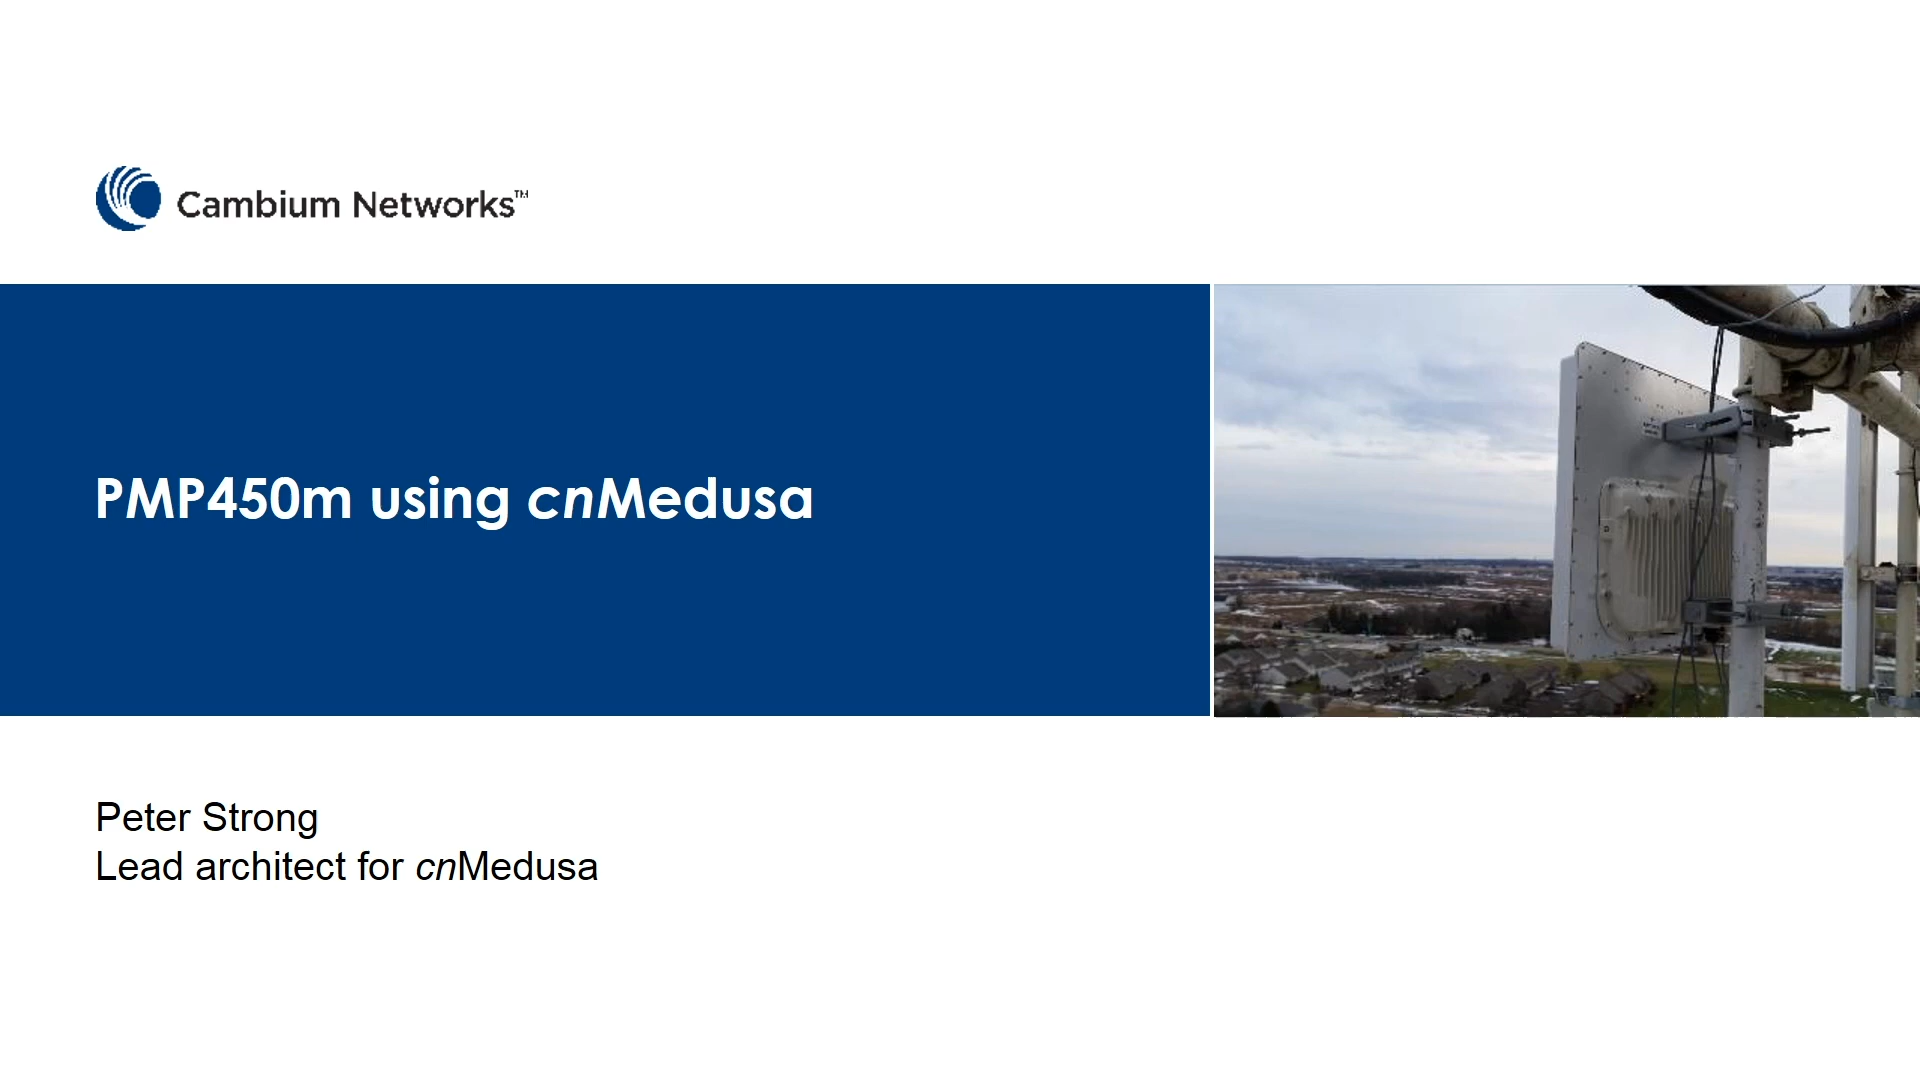 Cambium Networks™
PMP450m using cnMedusa
Peter Strong
Lead architect for cnMedusa